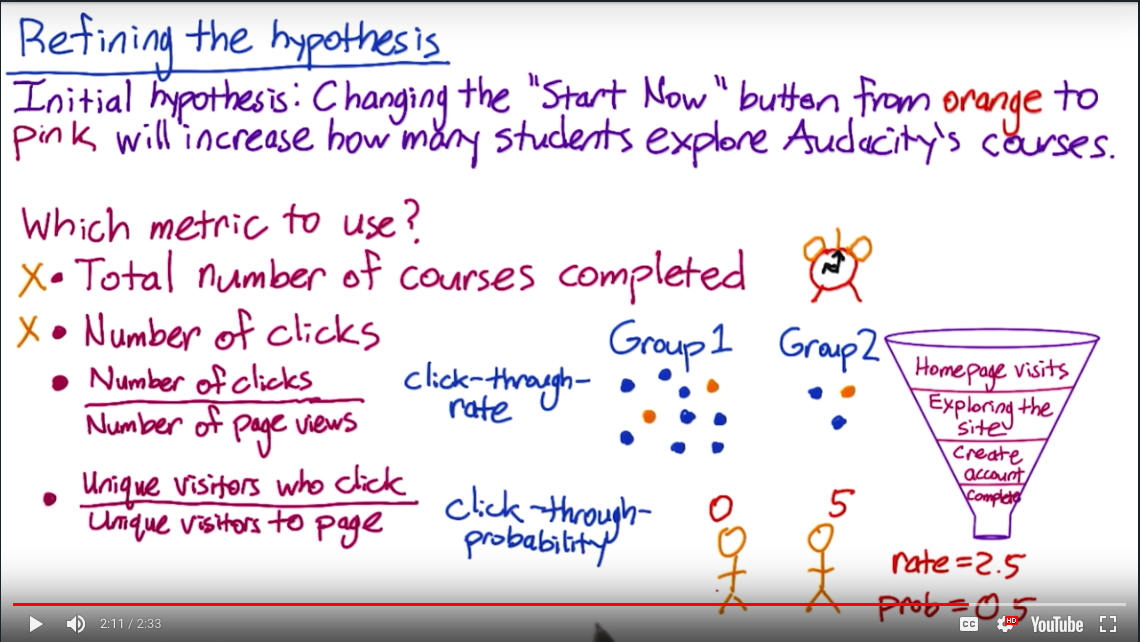 Refining the hypothesis
Initial hypothesis: Changing the "Start Now" button from orange to
pink will increase how many students explore Audacity's courses.
Which metric to use?
X • Total number of courses completed
X • Number of clicks
• Number of clicks
Number of page views
click-through-
rate
• Unique visitors who click
Unique visitors to page
click-through-
probability
Group 1
Group 2
0
5
Homepage visits
Exploring the
site
Create
account
Complete
rate = 2.5
prob = 0.5
2:11 / 2:33
CC
HD
YouTube